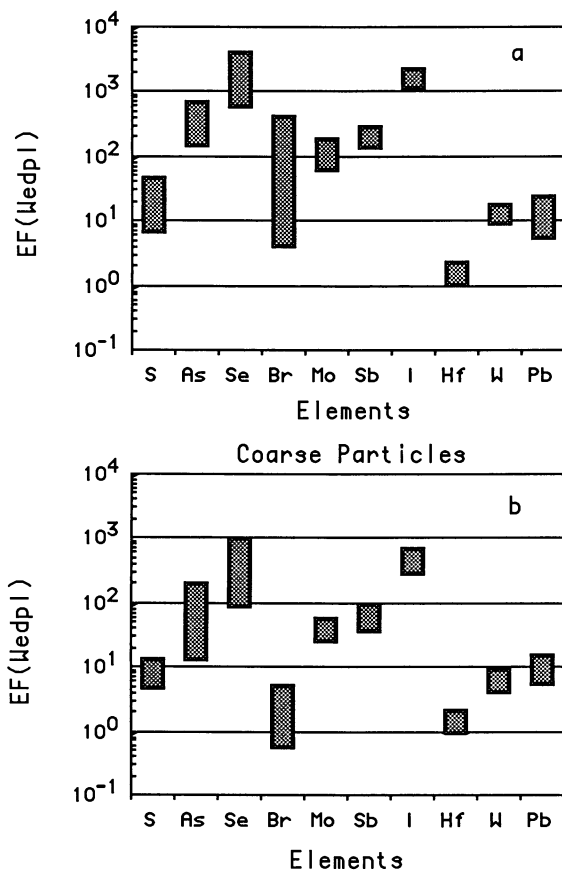 10^4
a
10^3
10^2
10^1
10^0
10^-1
EF(Wedpl)
S As Se Br Mo Sb I Hf W Pb
Elements
Coarse Particles
10^4
b
10^3
10^2
10^1
10^0
10^-1
EF(Wedpl)
S As Se Br Mo Sb I Hf W Pb
Elements